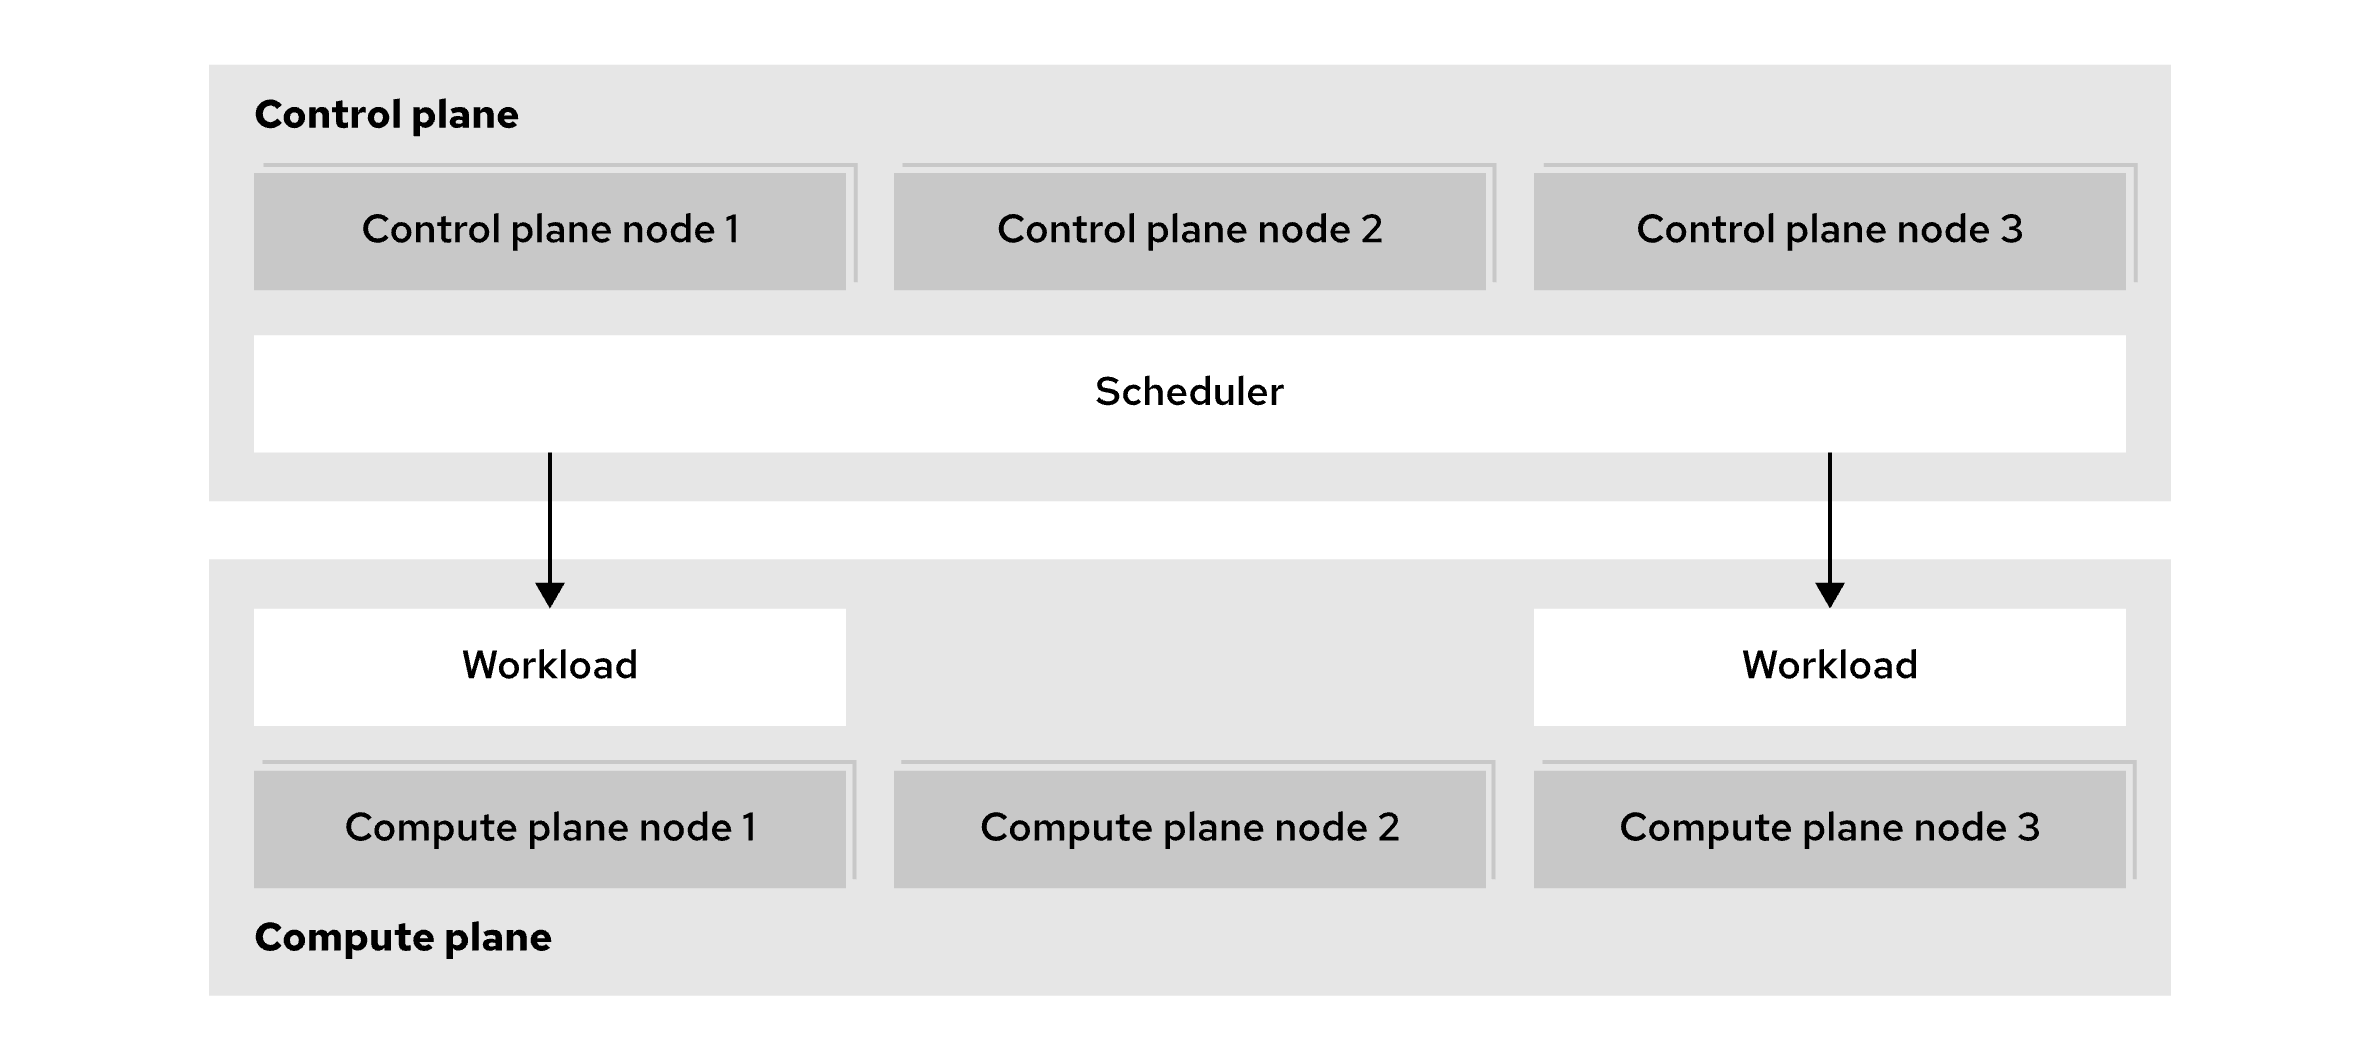 Control plane
Control plane node 1
Control plane node 2
Control plane node 3
Scheduler
Workload
Workload
Compute plane node 1
Compute plane node 2
Compute plane node 3
Compute plane